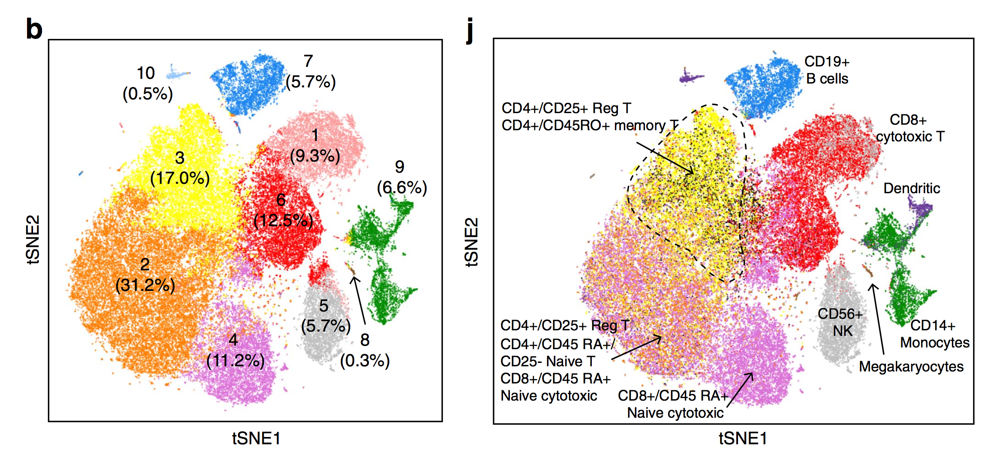 b
10
(0.5%)
7
(5.7%)
1
(9.3%)
3
(17.0%)
9
(6.6%)
6
(12.5%)
2
(31.2%)
5
(5.7%)
4
(11.2%)
8
(0.3%)
tSNE2
tSNE1
j
CD19+
B cells
CD4+/CD25+ Reg T
CD4+/CD45RO+ memory T
CD8+
cytotoxic T
Dendritic
CD56+
NK
CD14+
Monocytes
Megakaryocytes
CD4+/CD25+ Reg T
CD4+/CD45 RA+/
CD25- Naive T
CD8+/CD45 RA+
Naive cytotoxic
CD8+/CD45 RA+
Naive cytotoxic
tSNE2
tSNE1